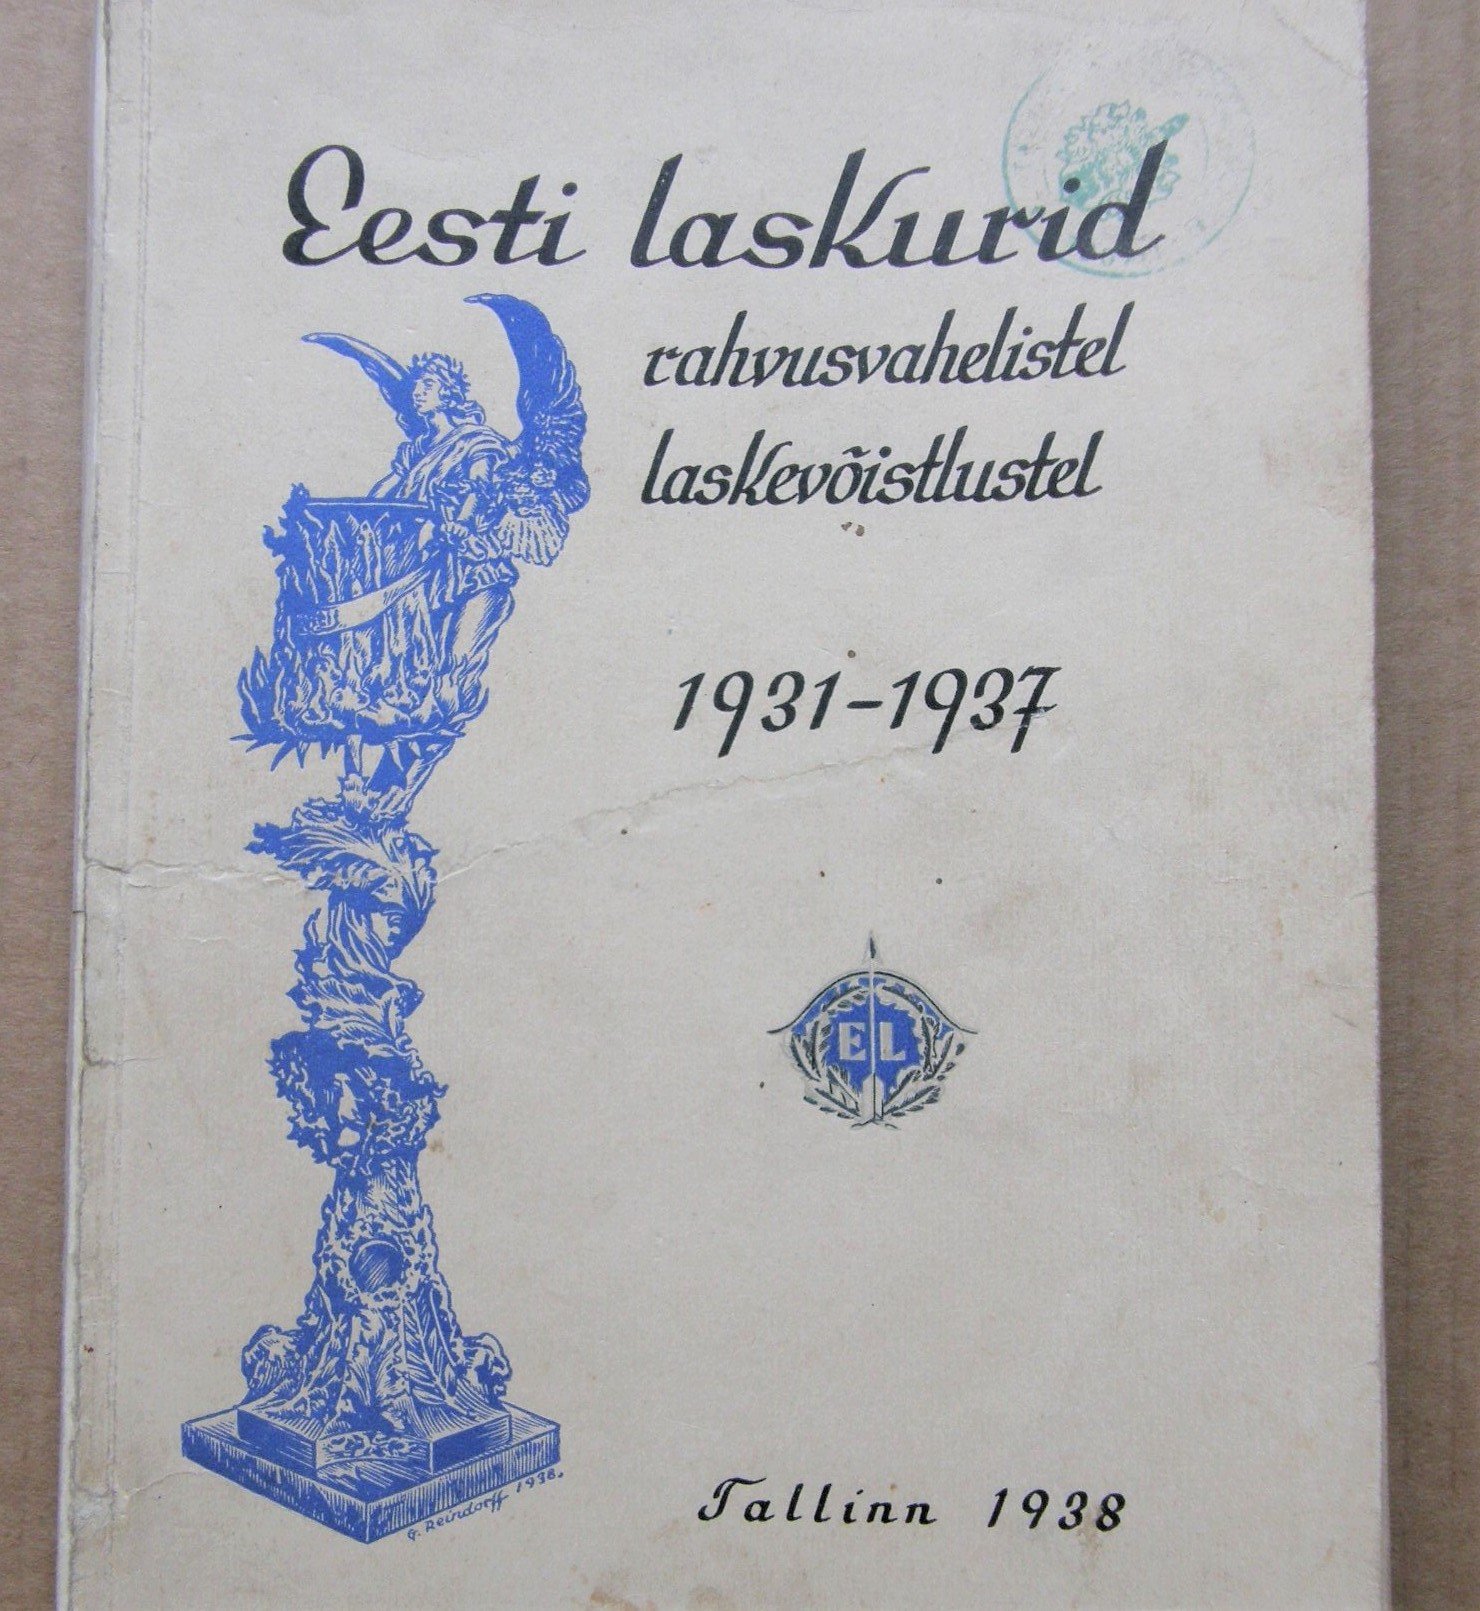 Eesti laskurid
rahvusvahelistel
laskevõistlustel
1931-1937
EL
G. Reindorff 1938.
Tallinn 1938